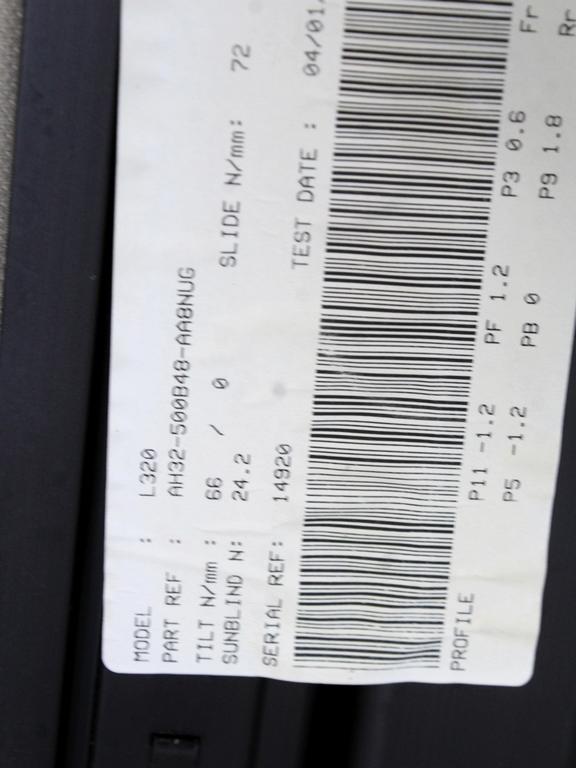 MODEL : L320
PART REF : AH32-500B48-AA8NUG
TILT N/mm : 66 / 0 SLIDE N/mm: 72
SUNBLIND N: 24.2
SERIAL REF: 14920 TEST DATE : 04/01
PROFILE P11 -1.2 PF 1.2 P3 0.6 Fr
P5 -1.2 PB 0 P9 1.8 Rr